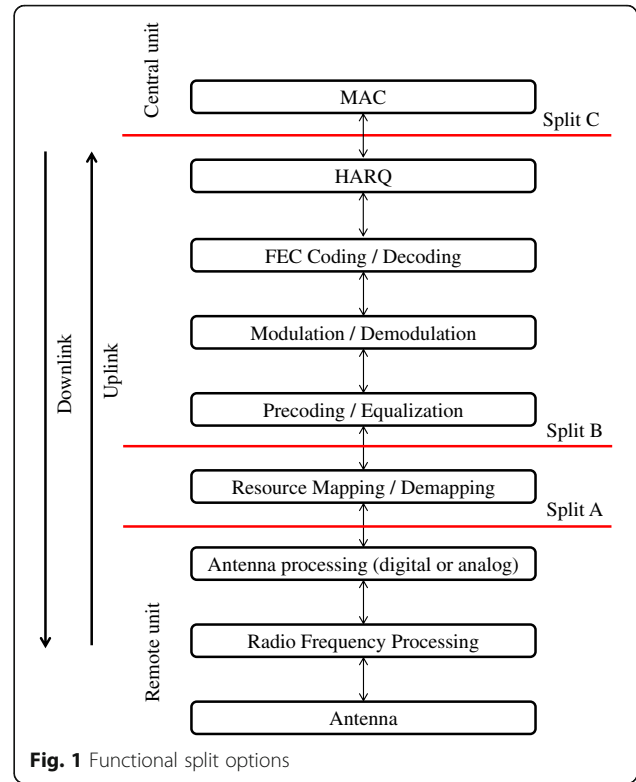 Central unit
MAC
Split C
HARQ
FEC Coding / Decoding
Modulation / Demodulation
Downlink
Uplink
Precoding / Equalization
Split B
Resource Mapping / Demapping
Split A
Antenna processing (digital or analog)
Remote unit
Radio Frequency Processing
Antenna
Fig. 1 Functional split options